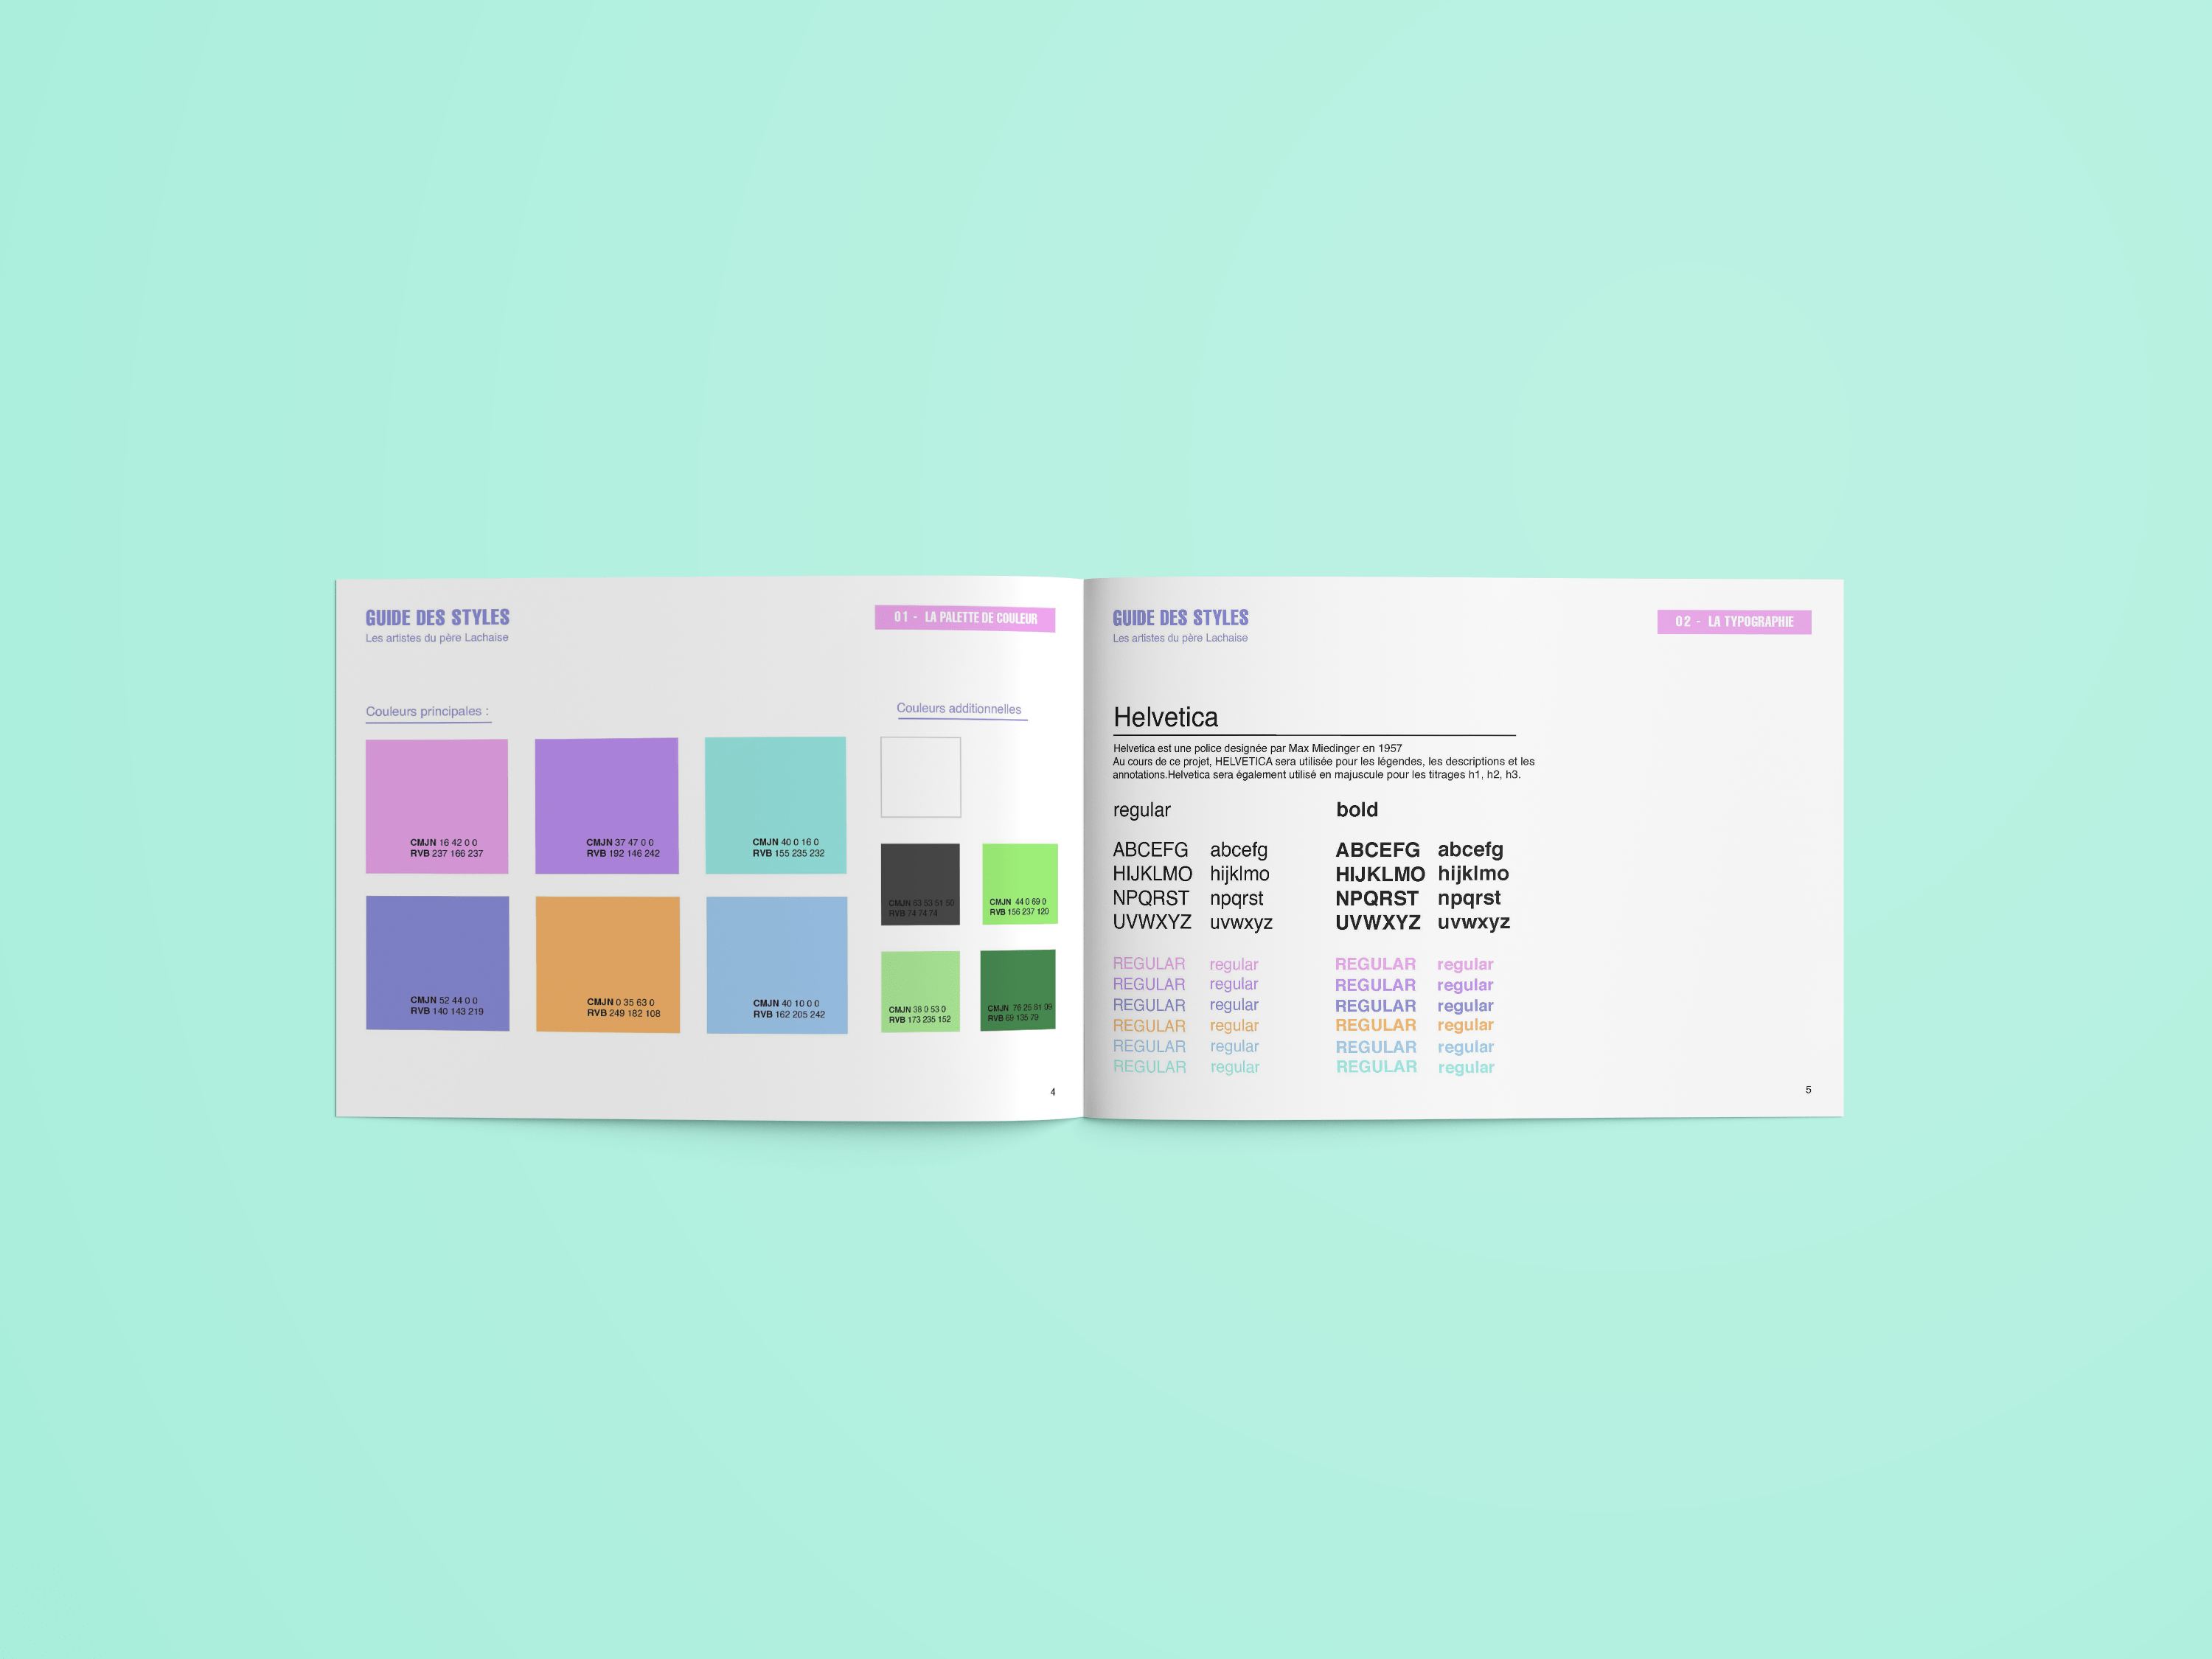 GUIDE DES STYLES
Les artistes du père Lachaise
01 - LA PALETTE DE COULEUR
Couleurs principales :
CMJN 16 42 0 0
RVB 237 166 237
CMJN 37 47 0 0
RVB 192 146 242
CMJN 40 0 16 0
RVB 155 235 232
CMJN 52 44 0 0
RVB 140 143 219
CMJN 0 35 63 0
RVB 249 182 108
CMJN 40 10 0 0
RVB 162 205 242
Couleurs additionnelles
CMJN 63 53 51 50
RVB 74 74 74
CMJN 44 0 69 0
RVB 156 237 120
CMJN 38 0 53 0
RVB 173 235 152
CMJN 76 25 81 09
RVB 69 135 79
4
GUIDE DES STYLES
Les artistes du père Lachaise
02 - LA TYPOGRAPHIE
Helvetica
Helvetica est une police designée par Max Miedinger en 1957
Au cours de ce projet, HELVETICA sera utilisée pour les légendes, les descriptions et les
annotations.Helvetica sera également utilisé en majuscule pour les titrages h1, h2, h3.
regular bold
ABCEFG abcefg ABCEFG abcefg
HIJKLMO hijklmo HIJKLMO hijklmo
NPQRST npqrst NPQRST npqrst
UVWXYZ uvwxyz UVWXYZ uvwxyz
REGULAR regular REGULAR regular
REGULAR regular REGULAR regular
REGULAR regular REGULAR regular
REGULAR regular REGULAR regular
REGULAR regular REGULAR regular
REGULAR regular REGULAR regular
5